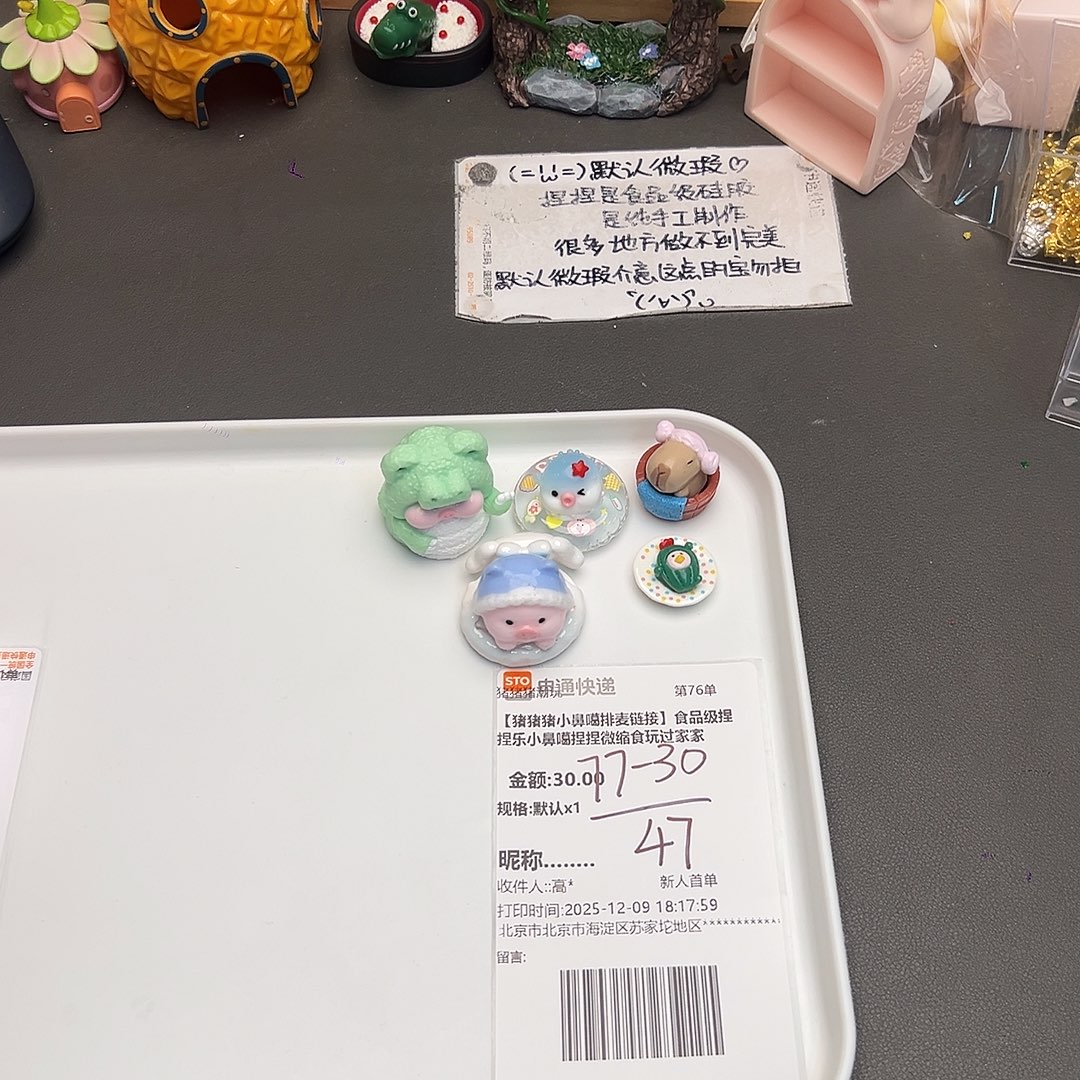 (=ω=)默认微瑕♡
捏捏是食品级硅胶
是纯手工制作
很多地方做不到完美
默认微瑕介意这点的宝勿拍
STO 申通快递
猪猪猪潮玩
第76单
【猪猪猪小鼻噶排麦链接】食品级捏
捏乐小鼻噶捏捏微缩食玩过家家
金额:30.00
77-30
规格:默认x1
47
昵称........
收件人::高*
新人首单
打印时间:2025-12-09 18:17:59
北京市北京市海淀区苏家坨地区***********
留言: